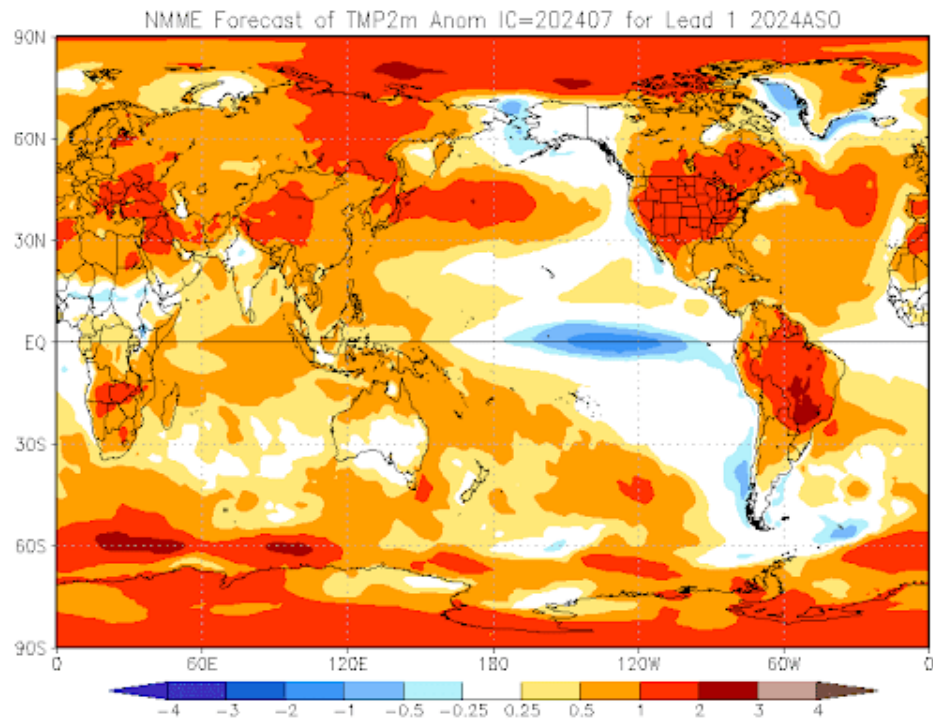 NMME Forecast of TMP2m Anom IC=202407 for Lead 1 2024ASO
90N
60N
30N
EQ
30S
60S
90S
0 60E 120E 180 120W 60W 0
-4 -3 -2 -1 -0.5 -0.25 0.25 0.5 1 2 3 4